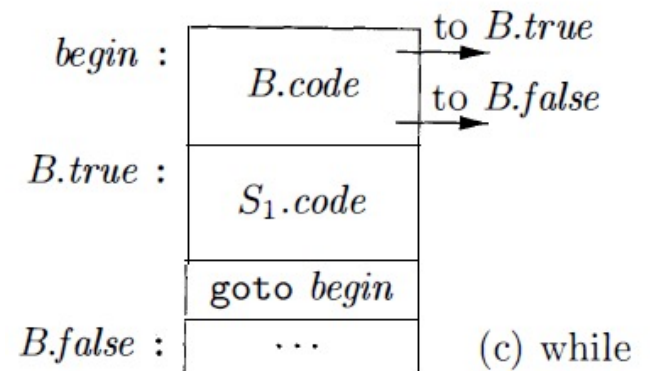 to B.true
begin :
B.code
to B.false
B.true :
S₁.code
goto begin
B.false :
···
(c) while